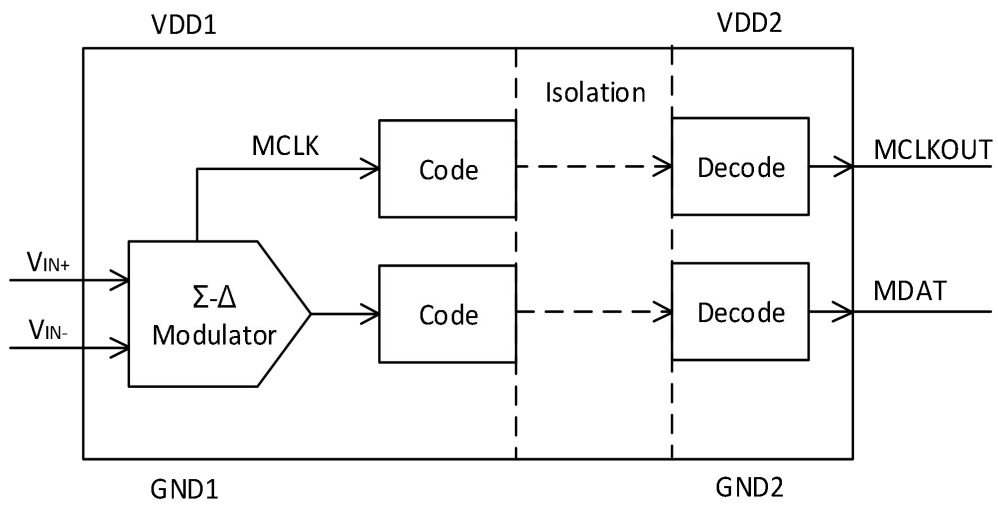 VDD1
VDD2
Isolation
MCLK
Code
Decode
MCLKOUT
VIN+
Σ-Δ
Modulator
VIN-
Code
Decode
MDAT
GND1
GND2